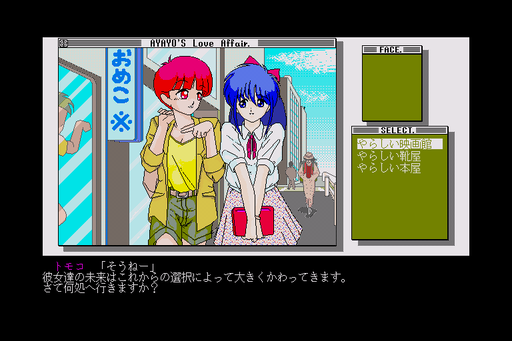 AYAYO'S Love Affair.
FACE.
おめこ※
SELECT.
やらしい映画館
やらしい靴屋
やらしい本屋
トモコ 「そうねー」
彼女達の未来はこれからの選択によって大きくかわってきます。
さて何処へ行きますか？